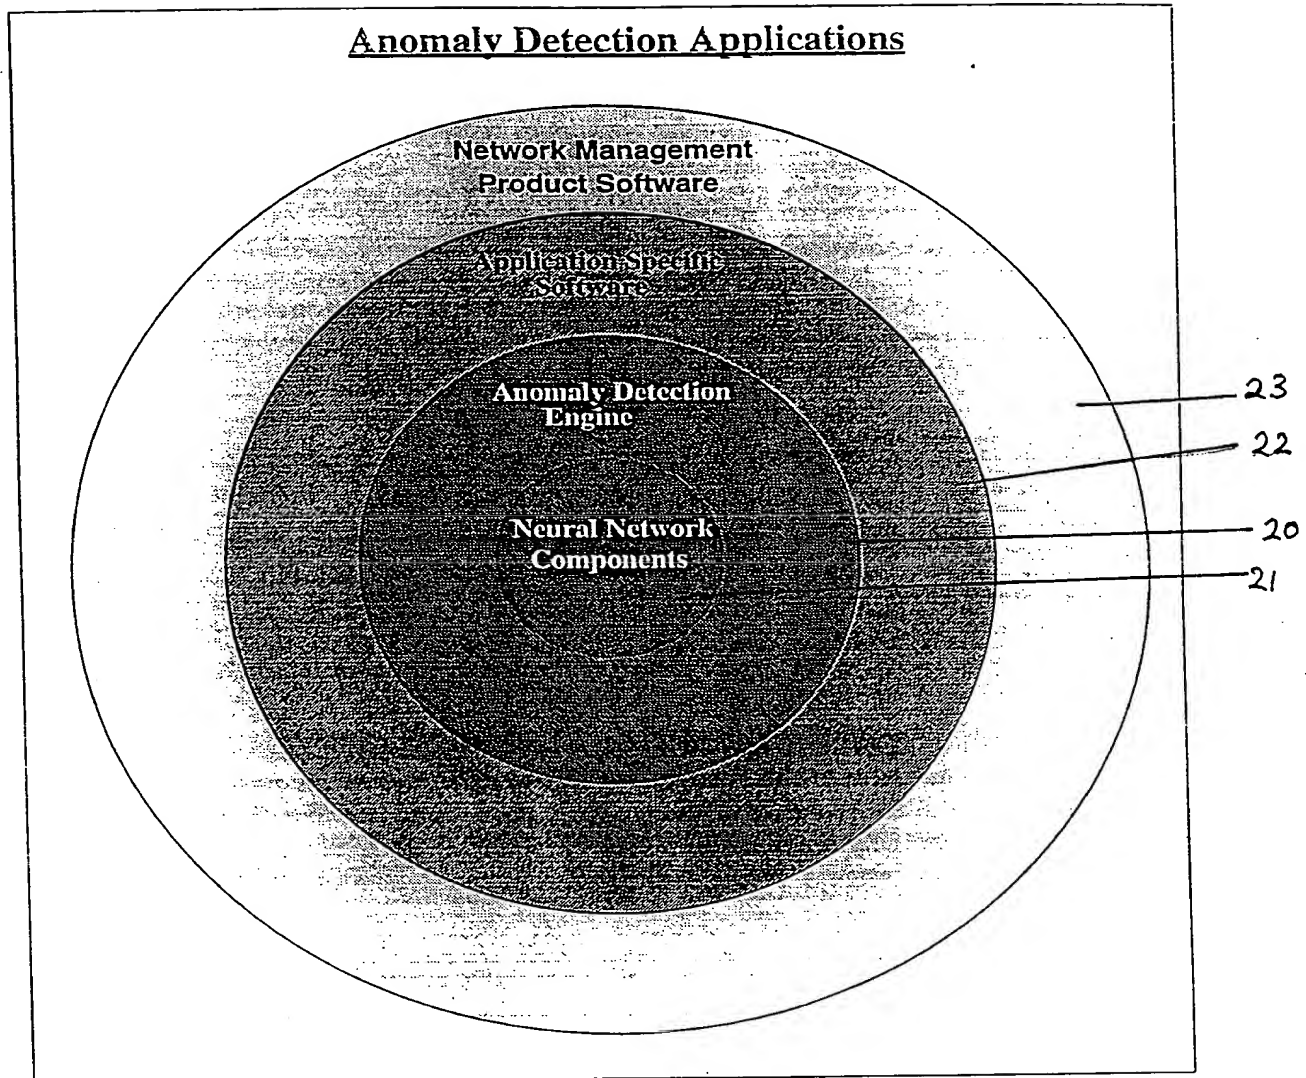 Anomaly Detection Applications
Network Management
Product Software
Application Specific
Software
Anomaly Detection
Engine
Neural Network
Components
23
22
20
21